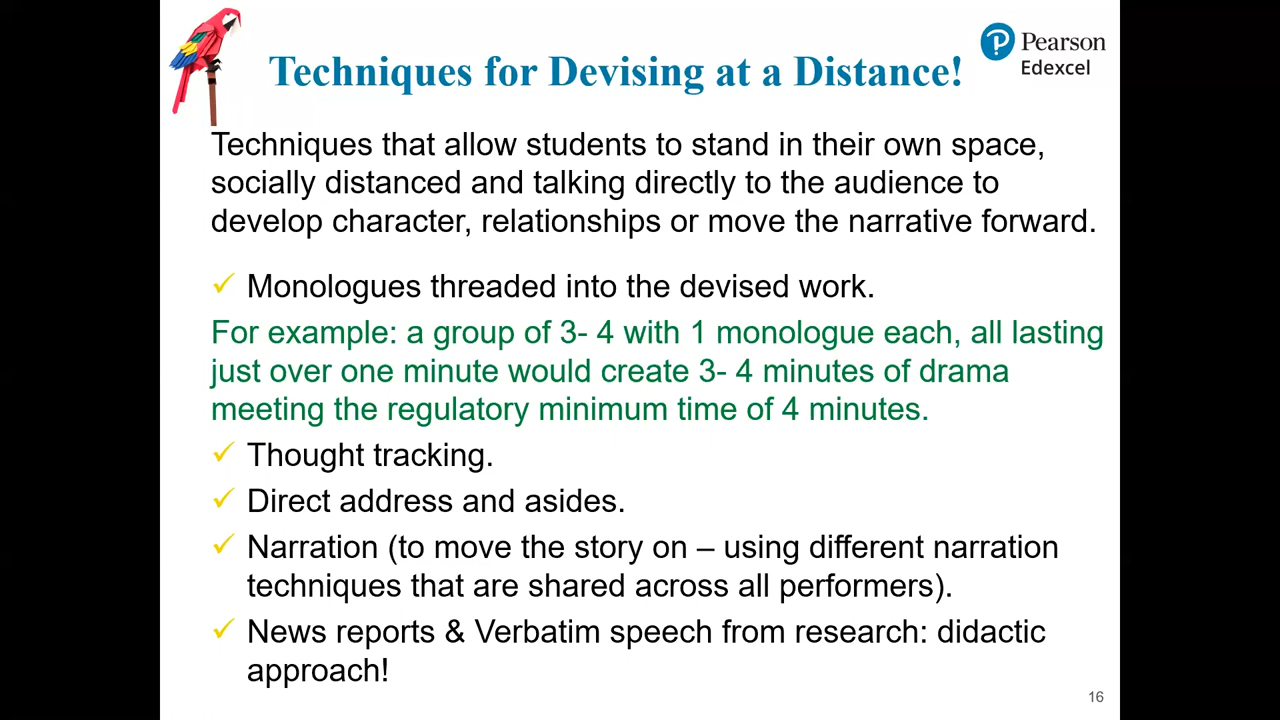 Techniques for Devising at a Distance!
Pearson
Edexcel
Techniques that allow students to stand in their own space,
socially distanced and talking directly to the audience to
develop character, relationships or move the narrative forward.
✓ Monologues threaded into the devised work.
For example: a group of 3- 4 with 1 monologue each, all lasting
just over one minute would create 3- 4 minutes of drama
meeting the regulatory minimum time of 4 minutes.
✓ Thought tracking.
✓ Direct address and asides.
✓ Narration (to move the story on – using different narration
techniques that are shared across all performers).
✓ News reports & Verbatim speech from research: didactic
approach!
16